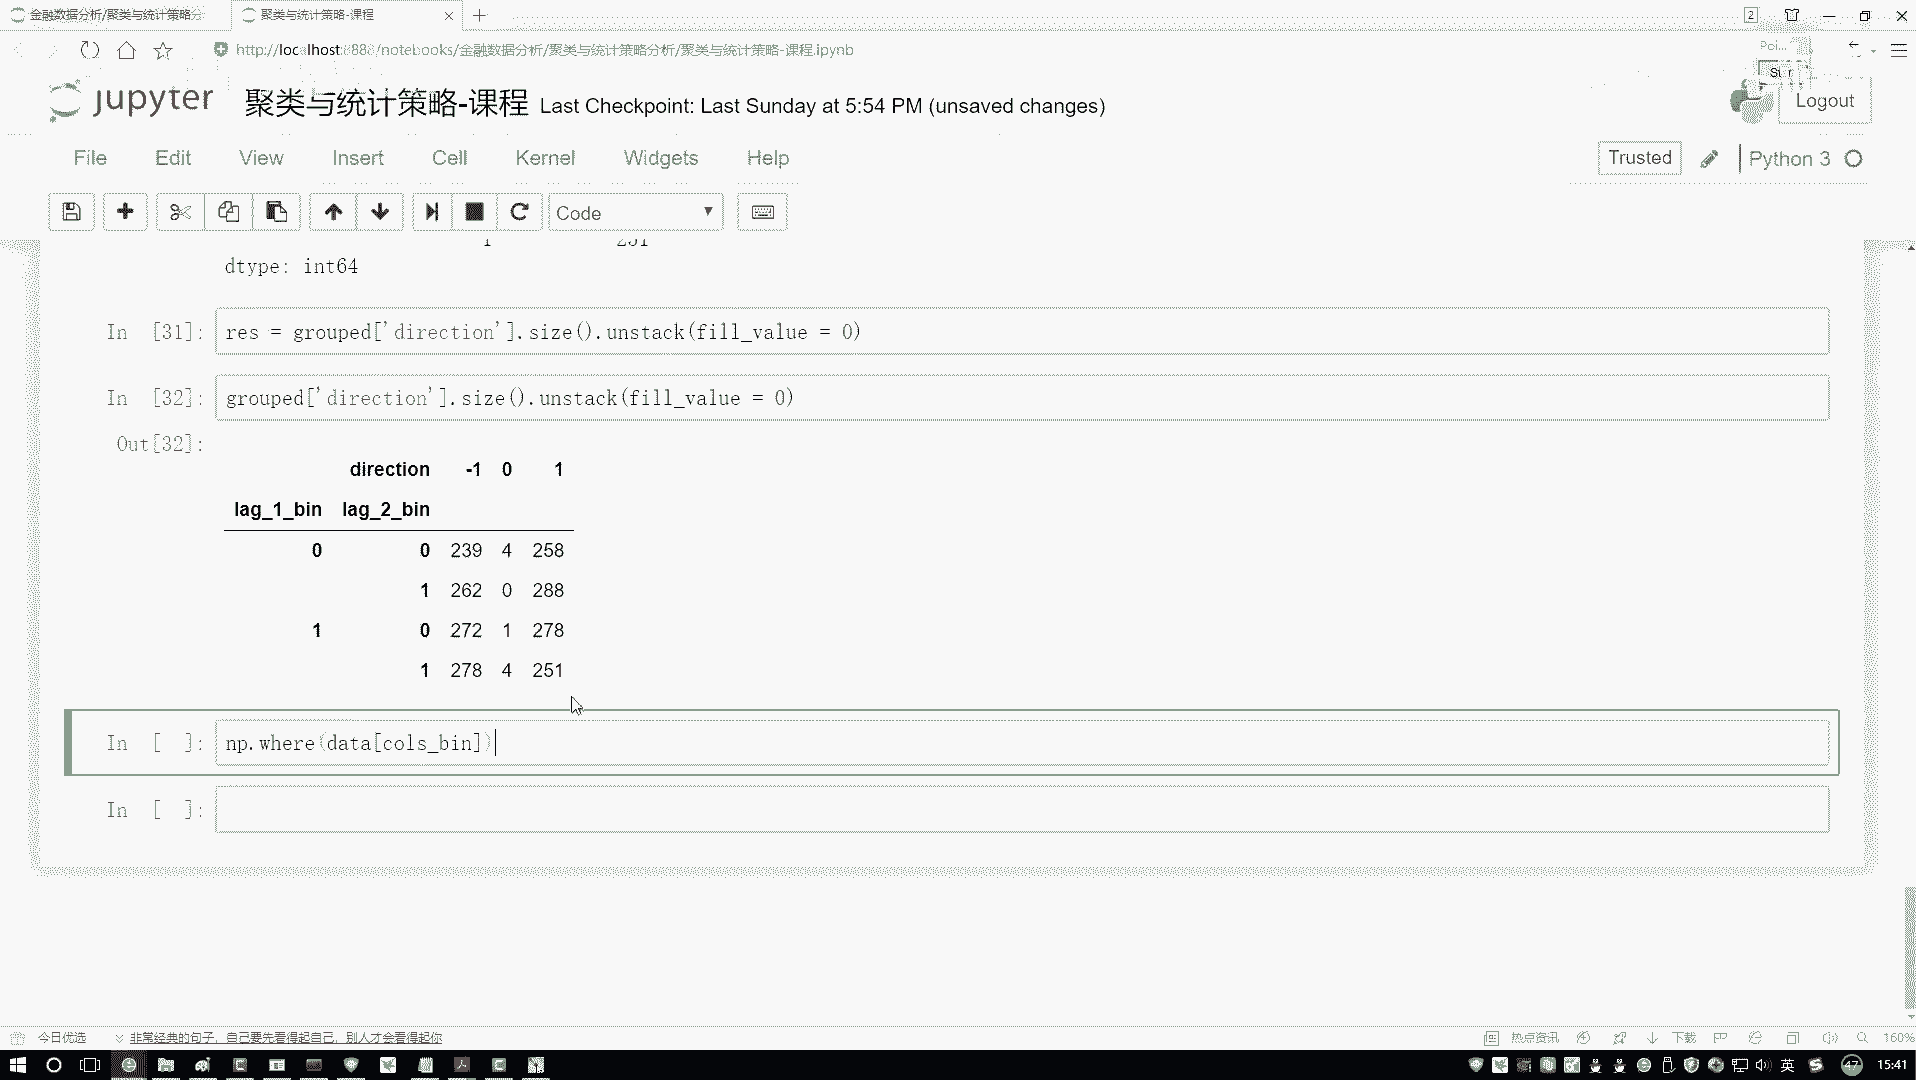 金融数据分析/聚类与统计策略分
聚类与统计策略-课程
2
http://localhost:888/notebooks/金融数据分析/聚类与统计策略分析/聚类与统计策略-课程.ipynb
jupyter 聚类与统计策略-课程 Last Checkpoint: Last Sunday at 5:54 PM (unsaved changes)
Logout
File Edit View Insert Cell Kernel Widgets Help
Trusted Python 3
Code
dtype: int64
In [31]: res = grouped['direction'].size().unstack(fill_value = 0)
In [32]: grouped['direction'].size().unstack(fill_value = 0)
Out[32]:
direction -1 0 1
lag_1_bin lag_2_bin
0 0 239 4 258
1 262 0 288
1 0 272 1 278
1 278 4 251
In [ ]: np.where(data[cols_bin])
In [ ]:
今日优选 非常经典的句子，自己要先看得起自己，别人才会看得起你
热点资讯 下载 160%
英 47 15:41